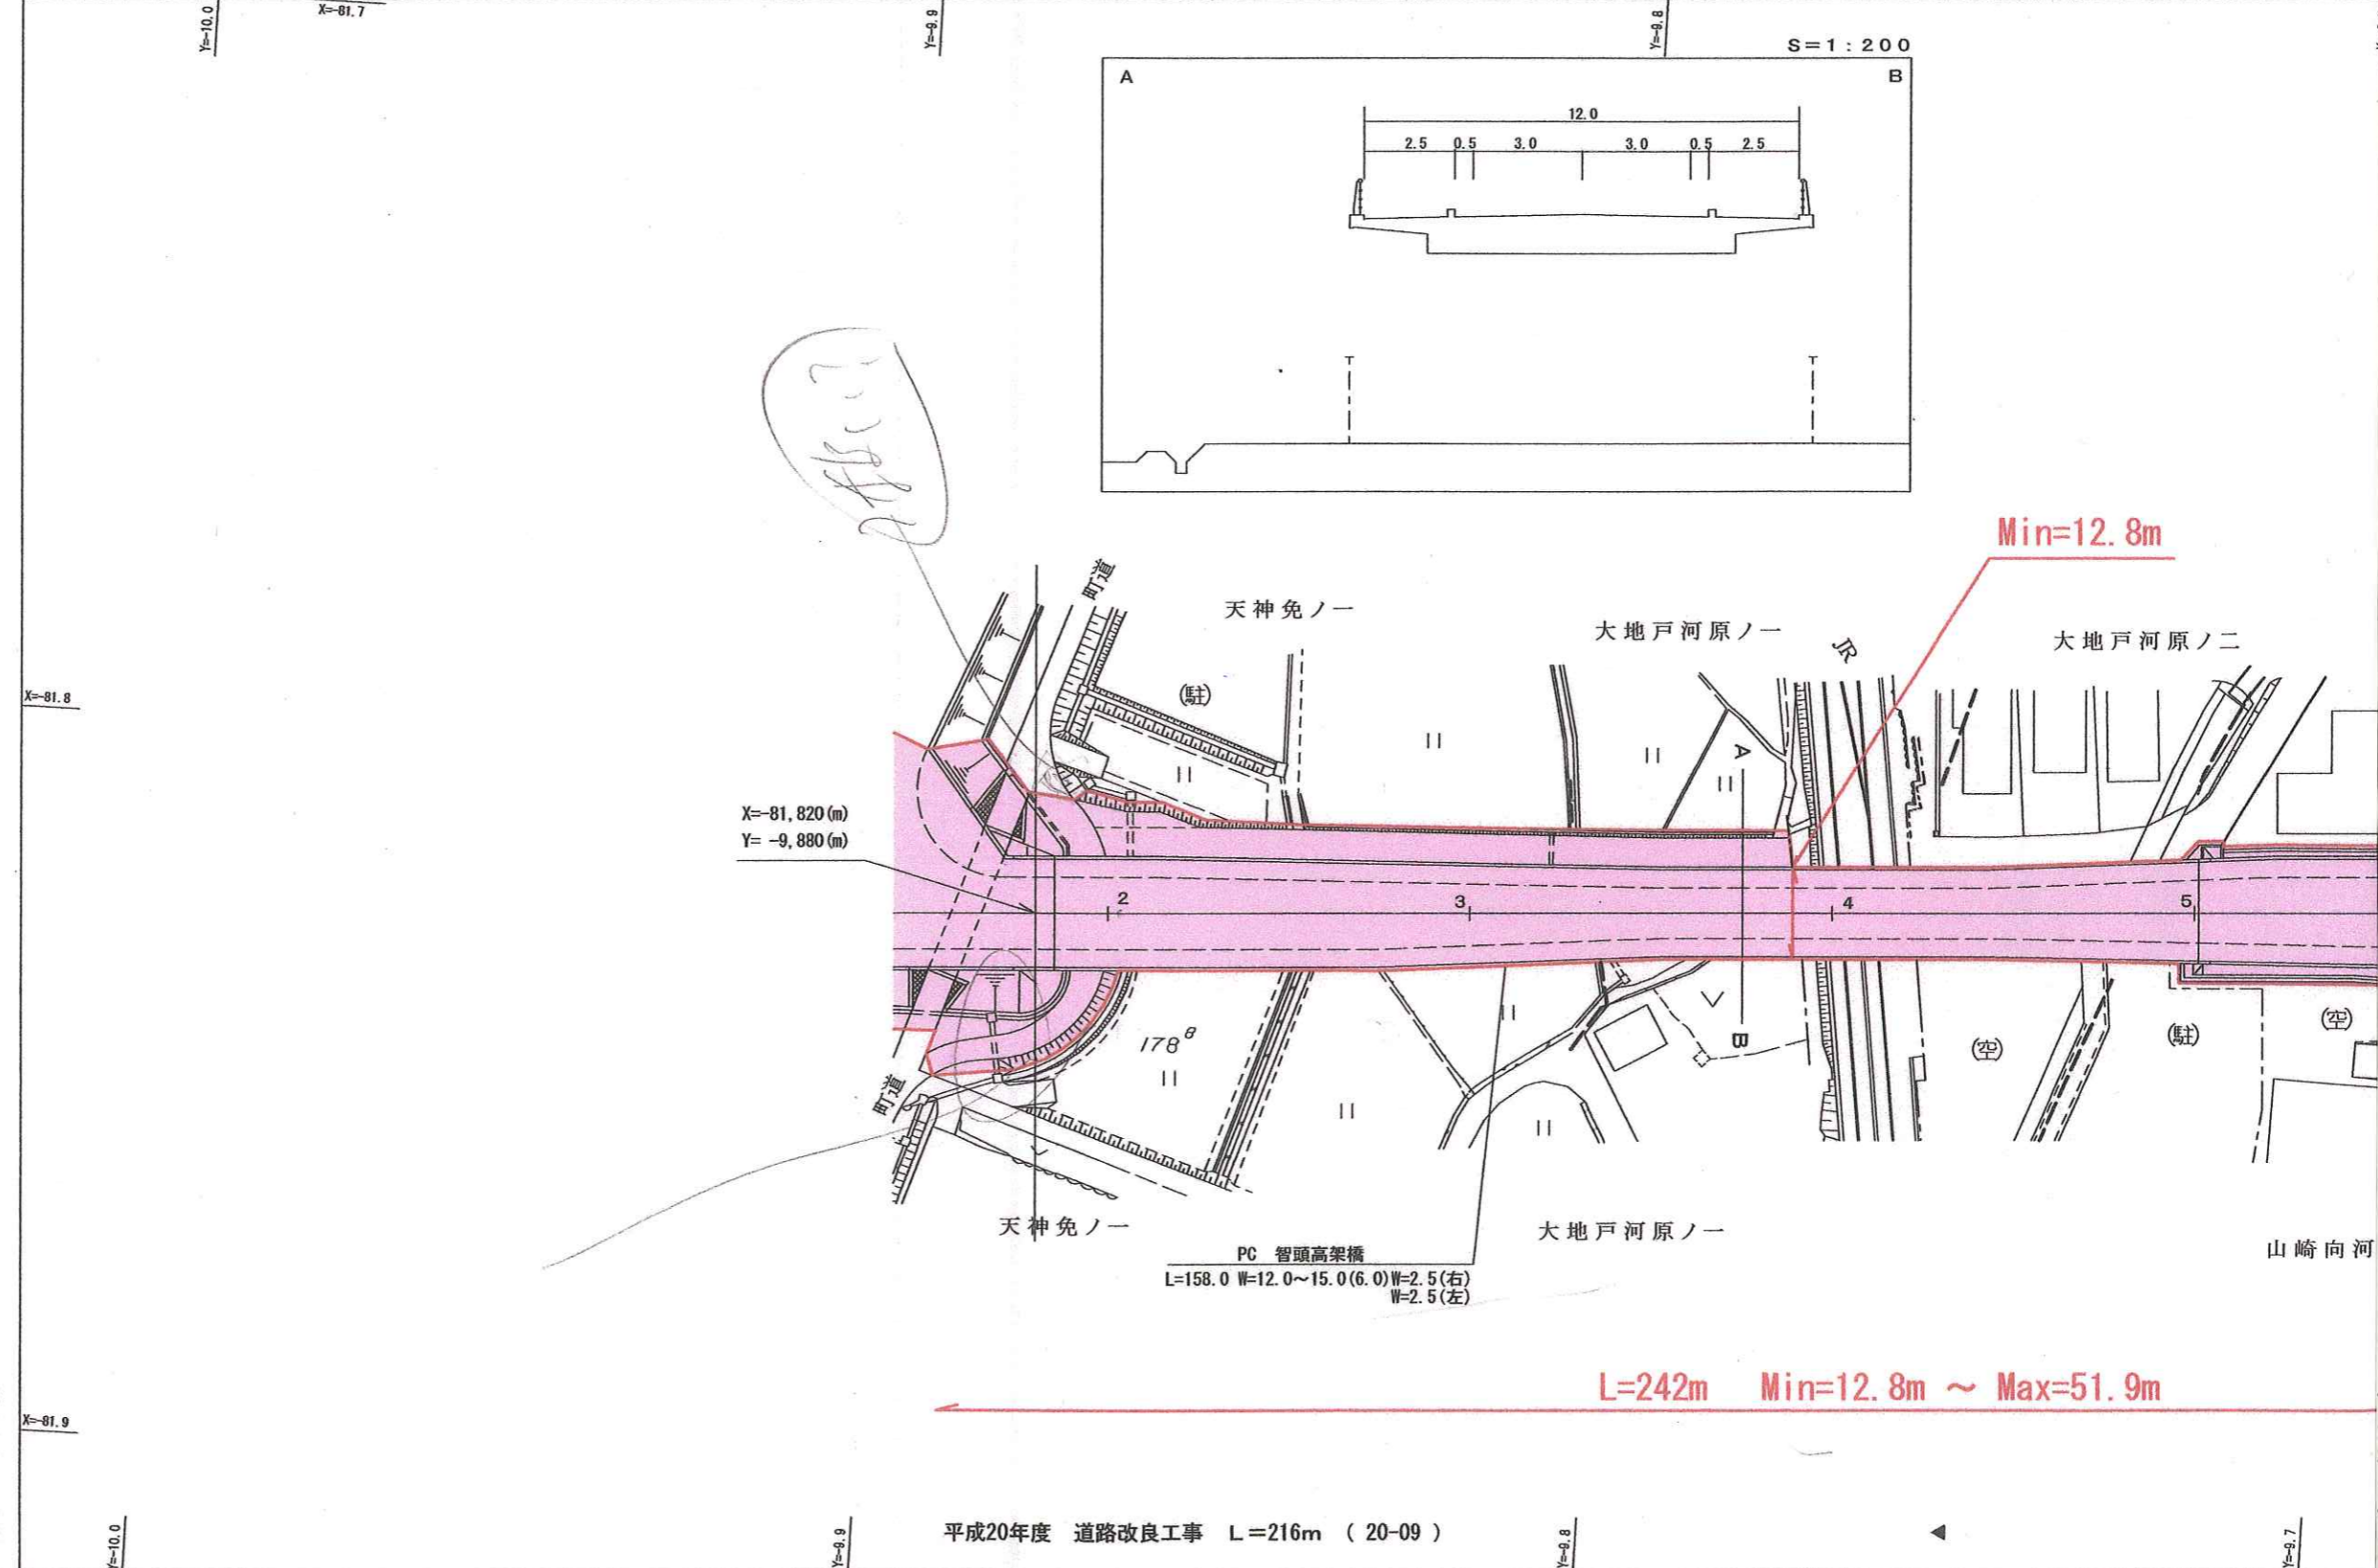 Y=-10.0
X=-81.7
Y=-9.9
Y=-9.8
S=1:200
A
B
12.0
2.5 0.5 3.0 3.0 0.5 2.5
Min=12.8m
町道
天神免ノ一
大地戸河原ノ一
JR
大地戸河原ノ二
X=-81.8
(駐)
A
X=-81,820(m)
Y= -9,880(m)
2
3
4
5
178 8
B
(空)
(駐)
(空)
町道
天神免ノ一
大地戸河原ノ一
山崎向河
PC 智頭高架橋
L=158.0 W=12.0～15.0(6.0)W=2.5(右)
W=2.5(左)
L=242m Min=12.8m ～ Max=51.9m
X=-81.9
平成20年度 道路改良工事 L=216m ( 20-09 )
Y=-10.0
Y=-9.9
Y=-9.8
Y=-9.7